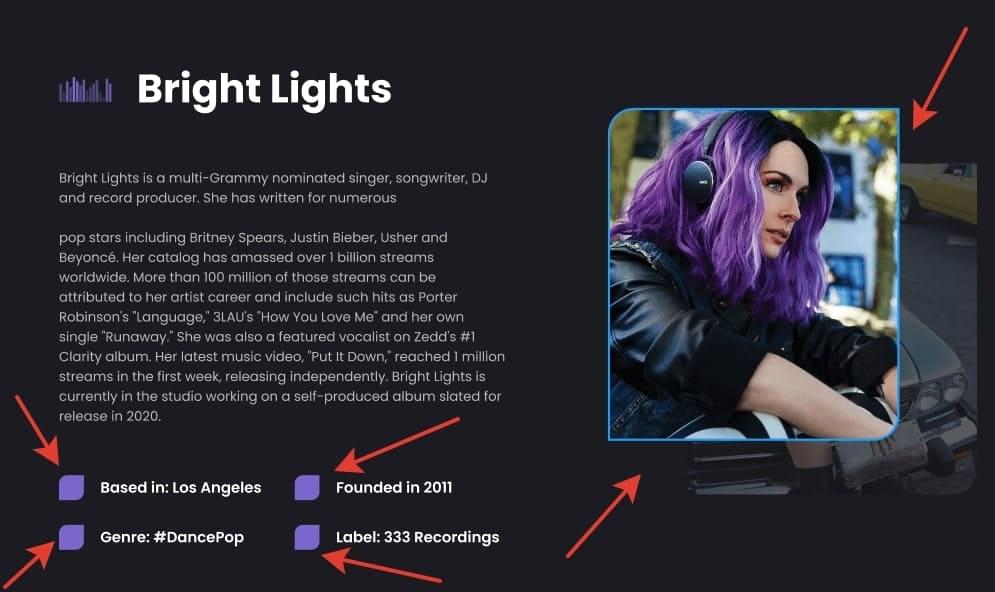 Bright Lights
Bright Lights is a multi-Grammy nominated singer, songwriter, DJ
and record producer. She has written for numerous
pop stars including Britney Spears, Justin Bieber, Usher and
Beyoncé. Her catalog has amassed over 1 billion streams
worldwide. More than 100 million of those streams can be
attributed to her artist career and include such hits as Porter
Robinson's "Language," 3LAU's "How You Love Me" and her own
single "Runaway." She was also a featured vocalist on Zedd's #1
Clarity album. Her latest music video, "Put It Down," reached 1 million
streams in the first week, releasing independently. Bright Lights is
currently in the studio working on a self-produced album slated for
release in 2020.
Based in: Los Angeles
Founded in 2011
Genre: #DancePop
Label: 333 Recordings